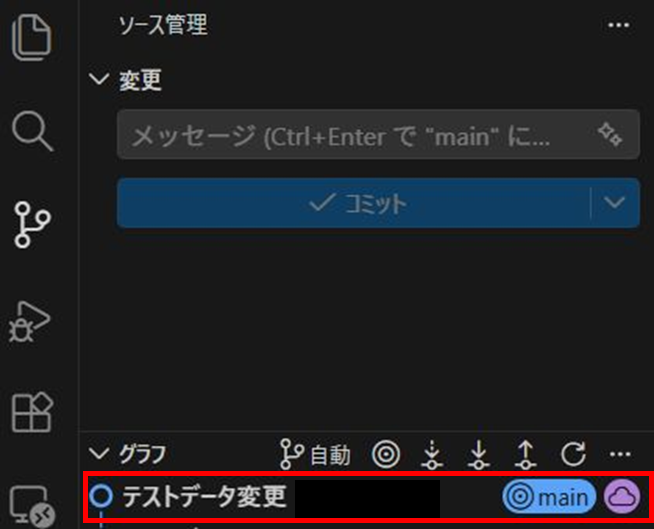 ソース管理
変更
メッセージ (Ctrl+Enter で "main" に...
コミット
グラフ 自動
テストデータ変更 main